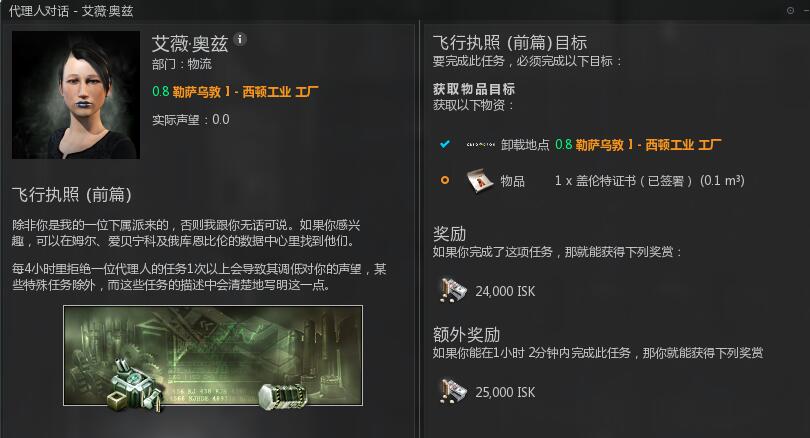 代理人对话 - 艾薇·奥兹
艾薇·奥兹
部门：物流
0.8 勒萨乌敦 I - 西顿工业 工厂
实际声望：0.0
飞行执照 (前篇)
除非你是我的一位下属派来的，否则我跟你无话可说。如果你感兴
趣，可以在姆尔、爱贝宁科及俄库恩比伦的数据中心里找到他们。
每4小时里拒绝一位代理人的任务1次以上会导致其调低对你的声望，某
些特殊任务除外，而这些任务的描述中会清楚地写明这一点。
飞行执照 (前篇)目标
要完成此任务，必须完成以下目标：
获取物品目标
获取以下物资：
卸载地点 0.8 勒萨乌敦 I - 西顿工业 工厂
物品 1 x 盖伦特证书（已签署） (0.1 m³)
奖励
如果你完成了这项任务，那就能获得下列奖赏：
24,000 ISK
额外奖励
如果你能在1小时 2分钟内完成此任务，那你就能获得下列奖赏
25,000 ISK